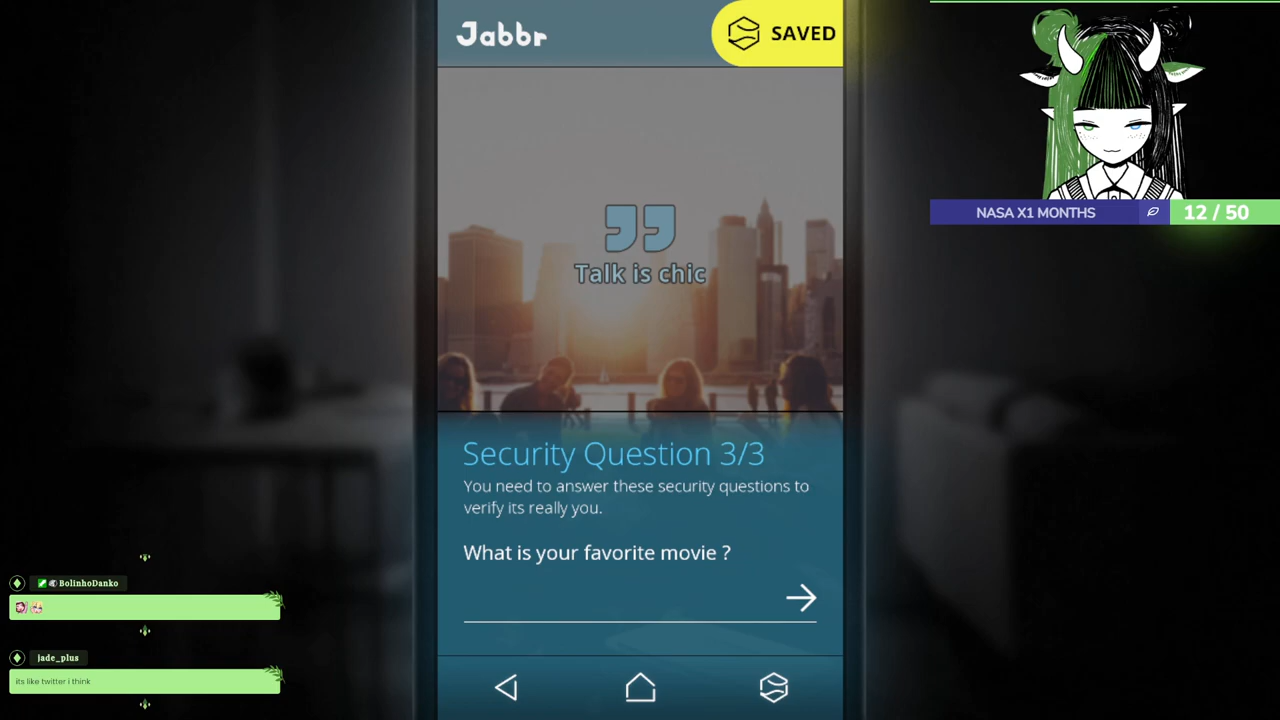 Jabbr
SAVED
Talk is chic
Security Question 3/3
You need to answer these security questions to
verify its really you.
What is your favorite movie ?
NASA X1 MONTHS
12 / 50
BolinhoDanko
jade_plus
its like twitter i think